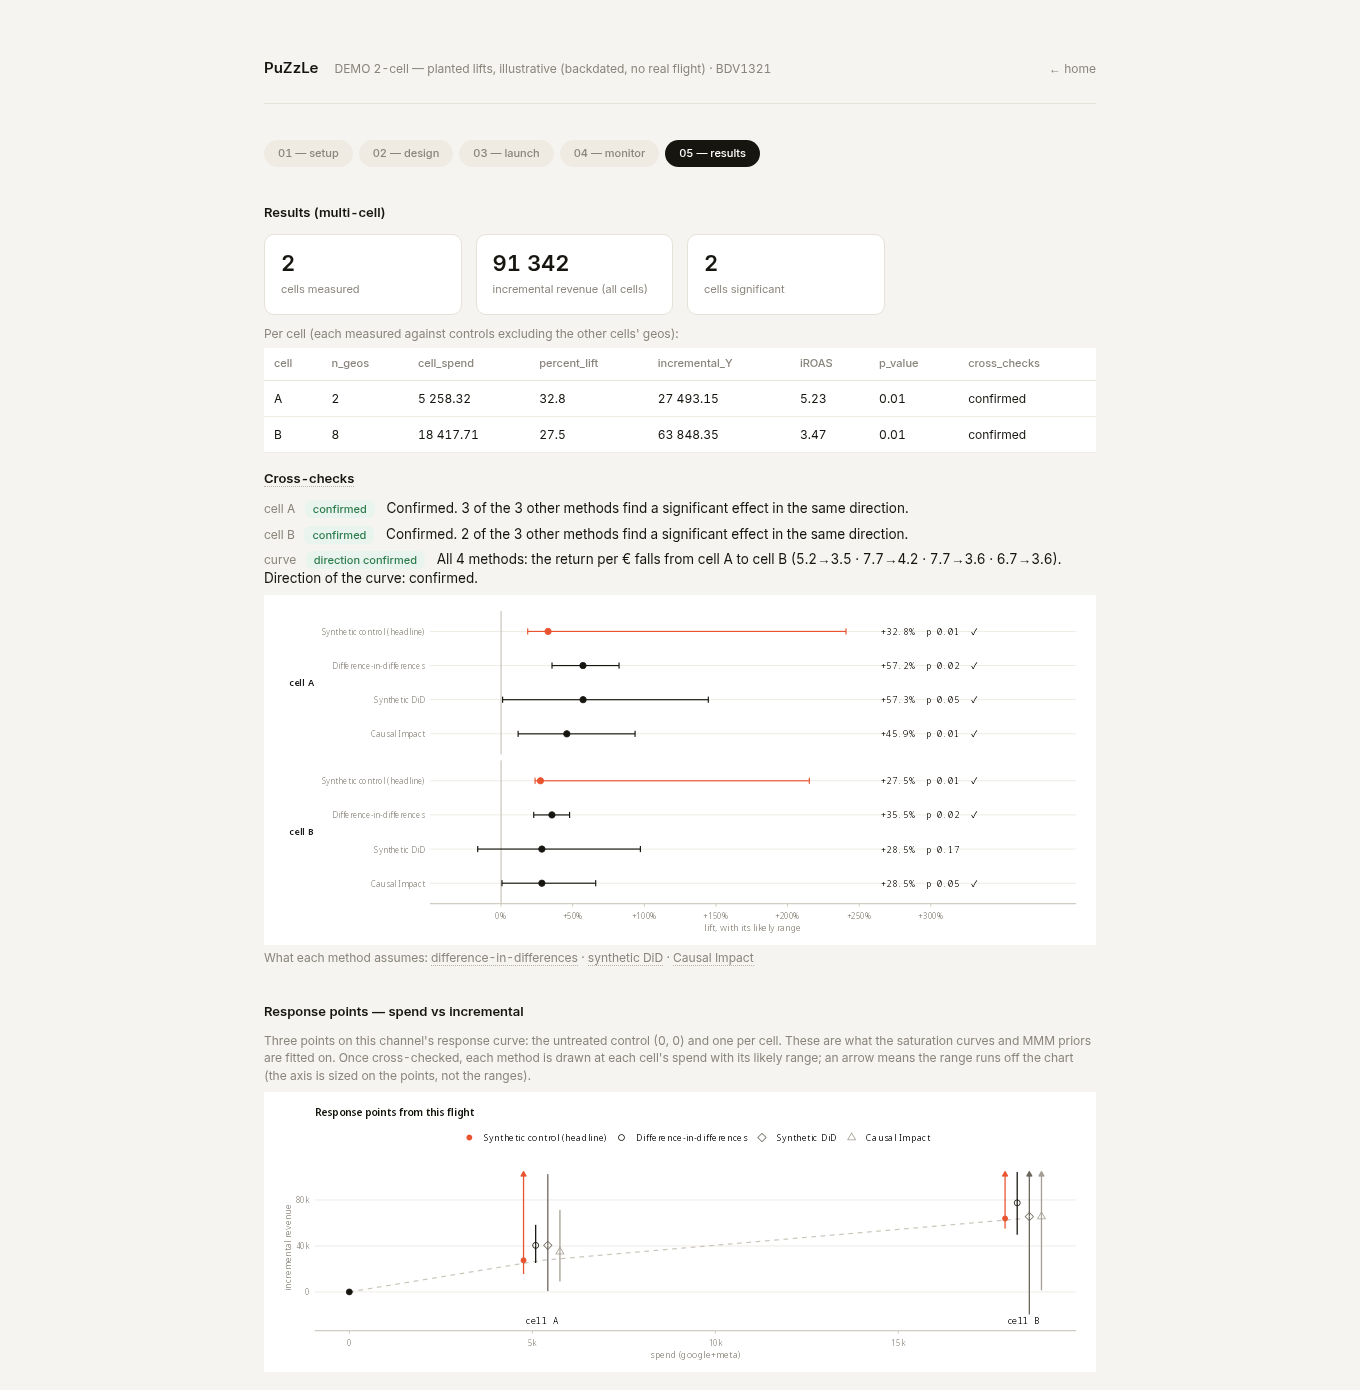 PuZzLe DEMO 2-cell — planted lifts, illustrative (backdated, no real flight) · BDV1321 ← home
01 — setup 02 — design 03 — launch 04 — monitor 05 — results
Results (multi-cell)
2 91 342 2
cells measured incremental revenue (all cells) cells significant
Per cell (each measured against controls excluding the other cells' geos):
cell n_geos cell_spend percent_lift incremental_Y iROAS p_value cross_checks
A 2 5 258.32 32.8 27 493.15 5.23 0.01 confirmed
B 8 18 417.71 27.5 63 848.35 3.47 0.01 confirmed
Cross-checks
cell A confirmed Confirmed. 3 of the 3 other methods find a significant effect in the same direction.
cell B confirmed Confirmed. 2 of the 3 other methods find a significant effect in the same direction.
curve direction confirmed All 4 methods: the return per € falls from cell A to cell B (5.2→3.5 · 7.7→4.2 · 7.7→3.6 · 6.7→3.6).
Direction of the curve: confirmed.
Synthetic control (headline) +32.8% p 0.01 ✓
Difference-in-differences +57.2% p 0.02 ✓
cell A
Synthetic DiD +57.3% p 0.05 ✓
Causal Impact +45.9% p 0.01 ✓
Synthetic control (headline) +27.5% p 0.01 ✓
Difference-in-differences +35.5% p 0.02 ✓
cell B
Synthetic DiD +28.5% p 0.17
Causal Impact +28.5% p 0.05 ✓
0% +50% +100% +150% +200% +250% +300%
lift, with its likely range
What each method assumes: difference-in-differences · synthetic DiD · Causal Impact
Response points — spend vs incremental
Three points on this channel's response curve: the untreated control (0, 0) and one per cell. These are what the saturation curves and MMM priors
are fitted on. Once cross-checked, each method is drawn at each cell's spend with its likely range; an arrow means the range runs off the chart
(the axis is sized on the points, not the ranges).
Response points from this flight
Synthetic control (headline) Difference-in-differences Synthetic DiD Causal Impact
80k
40k
0
incremental revenue
cell A cell B
0 5k 10k 15k
spend (google+meta)